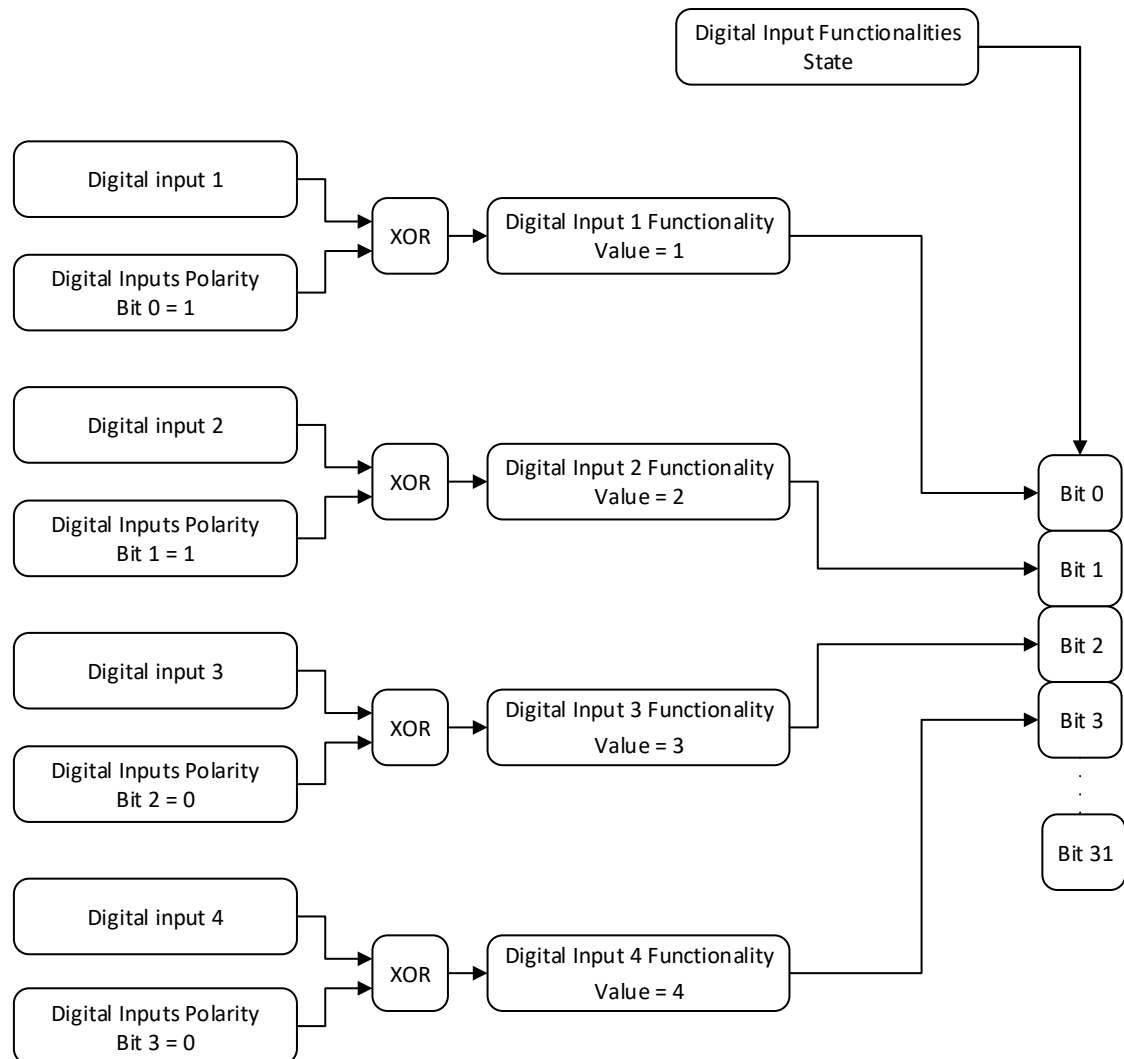 Digital Input Functionalities
State
Digital input 1
Digital Inputs Polarity
Bit 0 = 1
XOR
Digital Input 1 Functionality
Value = 1
Digital input 2
Digital Inputs Polarity
Bit 1 = 1
XOR
Digital Input 2 Functionality
Value = 2
Digital input 3
Digital Inputs Polarity
Bit 2 = 0
XOR
Digital Input 3 Functionality
Value = 3
Digital input 4
Digital Inputs Polarity
Bit 3 = 0
XOR
Digital Input 4 Functionality
Value = 4
Bit 0
Bit 1
Bit 2
Bit 3
Bit 31